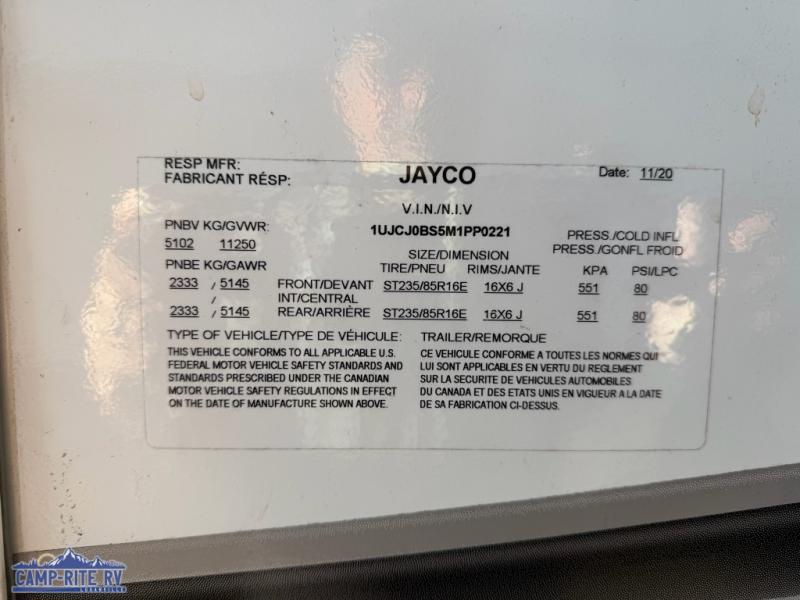 RESP MFR:
FABRICANT RÉSP:
JAYCO
Date: 11/20
V.I.N./N.I.V
1UJCJ0BS5M1PP0221
PNBV KG/GVWR:
5102 11250
SIZE/DIMENSION
PRESS./COLD INFL
PRESS./GONFL FROID
PNBE KG/GAWR TIRE/PNEU RIMS/JANTE KPA PSI/LPC
2333 / 5145 FRONT/DEVANT ST235/85R16E 16X6 J 551 80
INT/CENTRAL
2333 / 5145 REAR/ARRIÈRE ST235/85R16E 16X6 J 551 80
TYPE OF VEHICLE/TYPE DE VÉHICULE: TRAILER/REMORQUE
THIS VEHICLE CONFORMS TO ALL APPLICABLE U.S.
FEDERAL MOTOR VEHICLE SAFETY STANDARDS AND
STANDARDS PRESCRIBED UNDER THE CANADIAN
MOTOR VEHICLE SAFETY REGULATIONS IN EFFECT
ON THE DATE OF MANUFACTURE SHOWN ABOVE.
CE VEHICULE CONFORME A TOUTES LES NORMES QUI
LUI SONT APPLICABLES EN VERTU DU REGLEMENT
SUR LA SECURITE DE VEHICULES AUTOMOBILES
DU CANADA ET DES ETATS UNIS EN VIGUEUR A LA DATE
DE SA FABRICATION CI-DESSUS.
CAMP-RITE RV